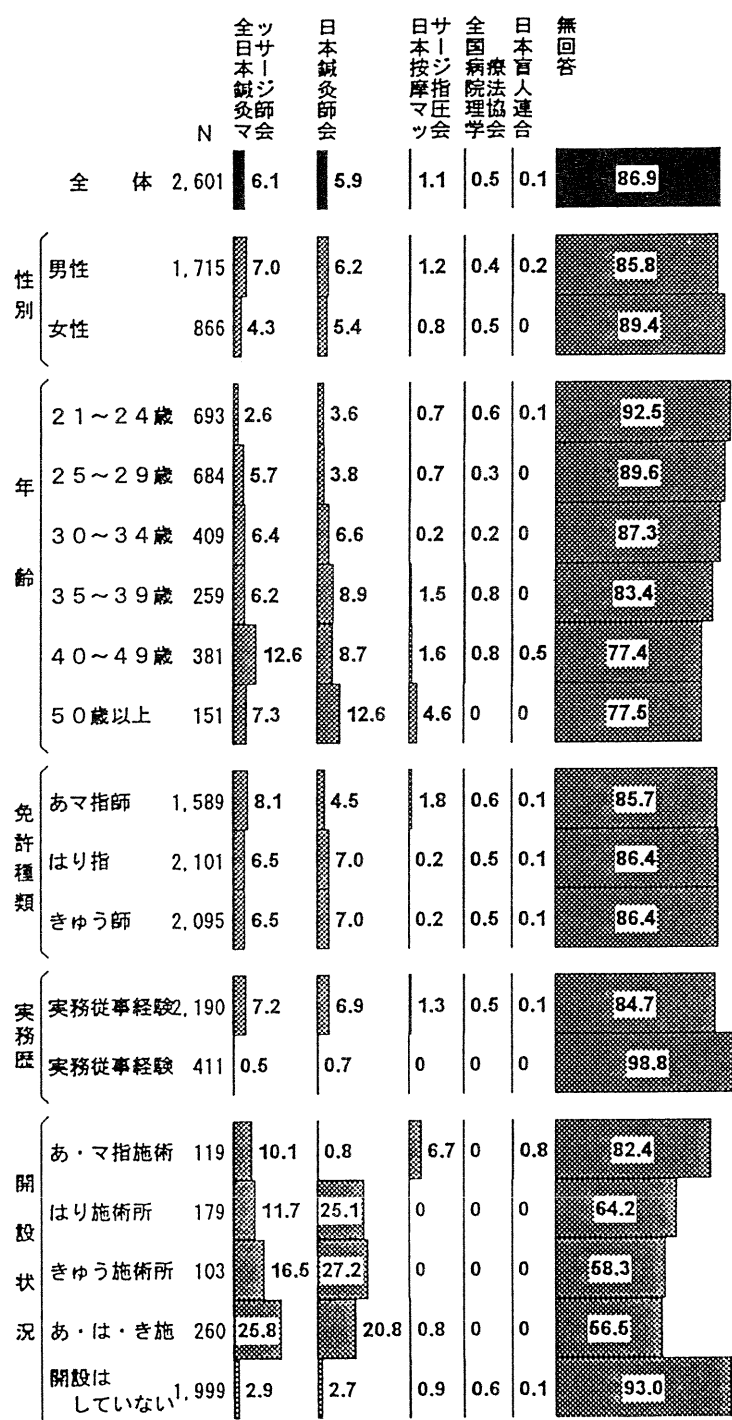 全日本鍼灸マ
ッサージ師会
日本鍼灸師会
日本按摩マッ
サージ指圧会
全国病院理学
療法協会
日本盲人連合
無回答
N
全 体 2,601 6.1 5.9 1.1 0.5 0.1 86.9
性別
男性 1,715 7.0 6.2 1.2 0.4 0.2 85.8
女性 866 4.3 5.4 0.8 0.5 0 89.4
年齢
21～24歳 693 2.6 3.6 0.7 0.6 0.1 92.5
25～29歳 684 5.7 3.8 0.7 0.3 0 89.6
30～34歳 409 6.4 6.6 0.2 0.2 0 87.3
35～39歳 259 6.2 8.9 1.5 0.8 0 83.4
40～49歳 381 12.6 8.7 1.6 0.8 0.5 77.4
50歳以上 151 7.3 12.6 4.6 0 0 77.5
免許種類
あマ指師 1,589 8.1 4.5 1.8 0.6 0.1 85.7
はり指 2,101 6.5 7.0 0.2 0.5 0.1 86.4
きゅう師 2,095 6.5 7.0 0.2 0.5 0.1 86.4
実務歴
実務従事経験2,190 7.2 6.9 1.3 0.5 0.1 84.7
実務従事経験 411 0.5 0.7 0 0 0 98.8
開設状況
あ・マ指施術 119 10.1 0.8 6.7 0 0.8 82.4
はり施術所 179 11.7 25.1 0 0 0 64.2
きゅう施術所 103 16.5 27.2 0 0 0 58.3
あ・は・き施 260 25.8 20.8 0.8 0 0 56.5
開設は
していない 1,999 2.9 2.7 0.9 0.6 0.1 93.0